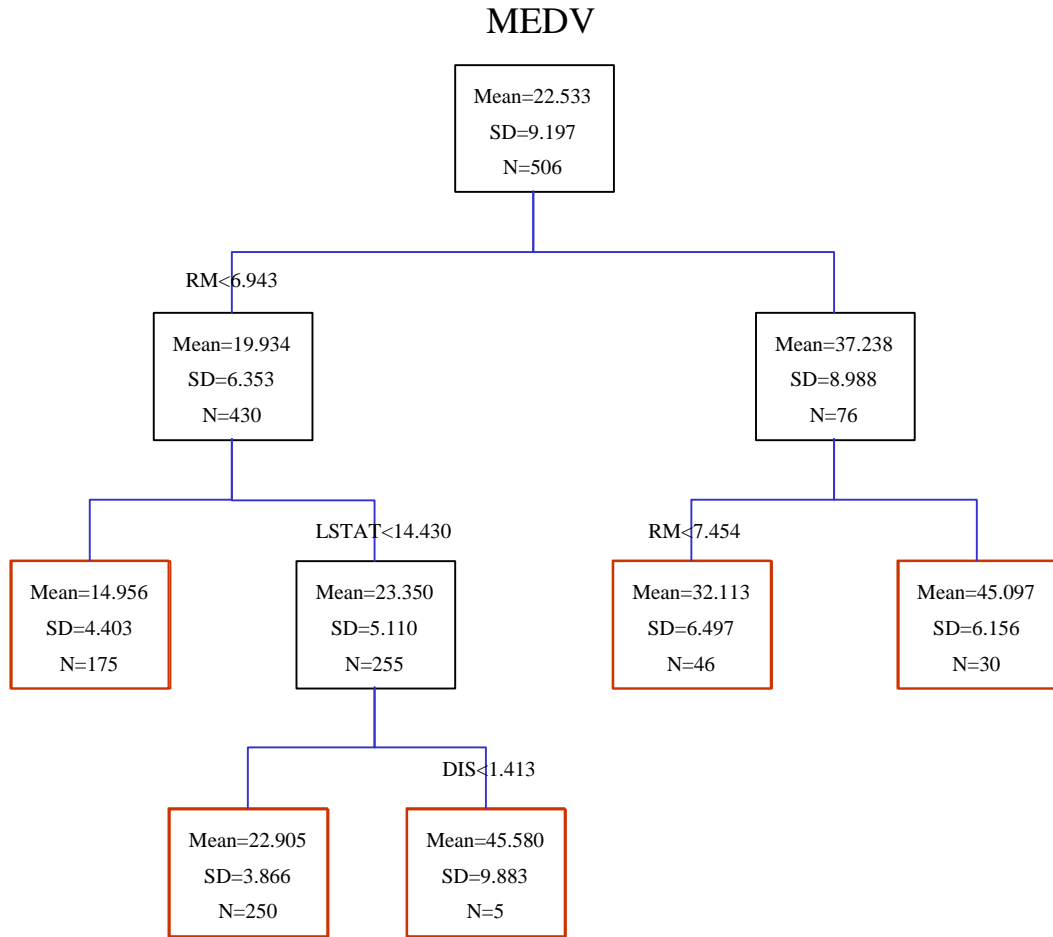 MEDV
Mean=22.533
SD=9.197
N=506
RM<6.943
Mean=19.934
SD=6.353
N=430
Mean=37.238
SD=8.988
N=76
LSTAT<14.430
RM<7.454
Mean=14.956
SD=4.403
N=175
Mean=23.350
SD=5.110
N=255
Mean=32.113
SD=6.497
N=46
Mean=45.097
SD=6.156
N=30
DIS<1.413
Mean=22.905
SD=3.866
N=250
Mean=45.580
SD=9.883
N=5